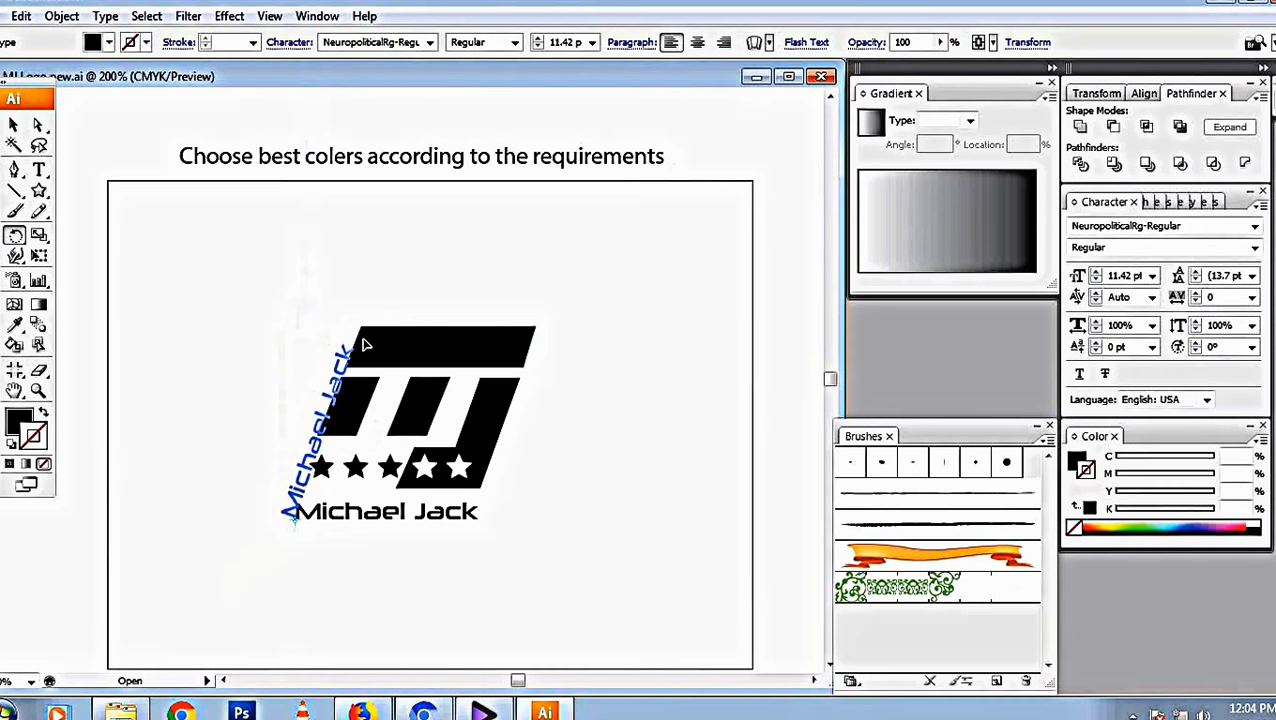 Edit Object Type Select Filter Effect View Window Help
Type Stroke: Character: NeuropoliticalRg-Regu Regular 11.42 p Paragraph: Flash Text Opacity: 100 % Transform
MJ Logo new.ai @ 200% (CMYK/Preview)
Ai
Choose best colers according to the requirements
Michael Jack
Michael Jack
Open
Gradient
Type:
Angle: Location: %
Transform Align Pathfinder
Shape Modes:
Expand
Pathfinders:
Character
NeuropoliticalRg-Regular
Regular
11.42 pt (13.7 pt
Auto 0
100% 100%
0 pt 0°
T T
Language: English: USA
Brushes
Color
C %
M %
Y %
K %
Ps Ai
12:04 PM